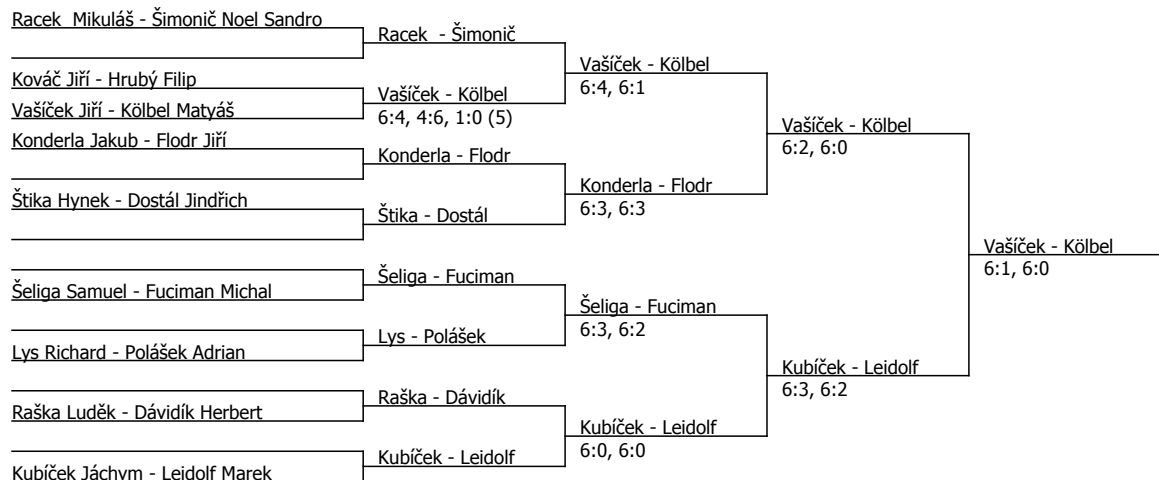 Racek Mikuláš - Šimonič Noel Sandro
Racek - Šimonič
Kováč Jiří - Hrubý Filip
Vašíček - Kölbel
6:4, 6:1
Vašíček Jiří - Kölbel Matyáš
Vašíček - Kölbel
6:4, 4:6, 1:0 (5)
Vašíček - Kölbel
6:2, 6:0
Konderla Jakub - Flodr Jiří
Konderla - Flodr
Štika Hynek - Dostál Jindřich
Konderla - Flodr
6:3, 6:3
Štika - Dostál
Vašíček - Kölbel
6:1, 6:0
Šeliga - Fuciman
Šeliga Samuel - Fuciman Michal
Šeliga - Fuciman
6:3, 6:2
Lys - Polášek
Lys Richard - Polášek Adrian
Kubíček - Leidolf
6:3, 6:2
Raška - Dávidík
Raška Luděk - Dávidík Herbert
Kubíček - Leidolf
6:0, 6:0
Kubíček - Leidolf
Kubíček Jáchym - Leidolf Marek